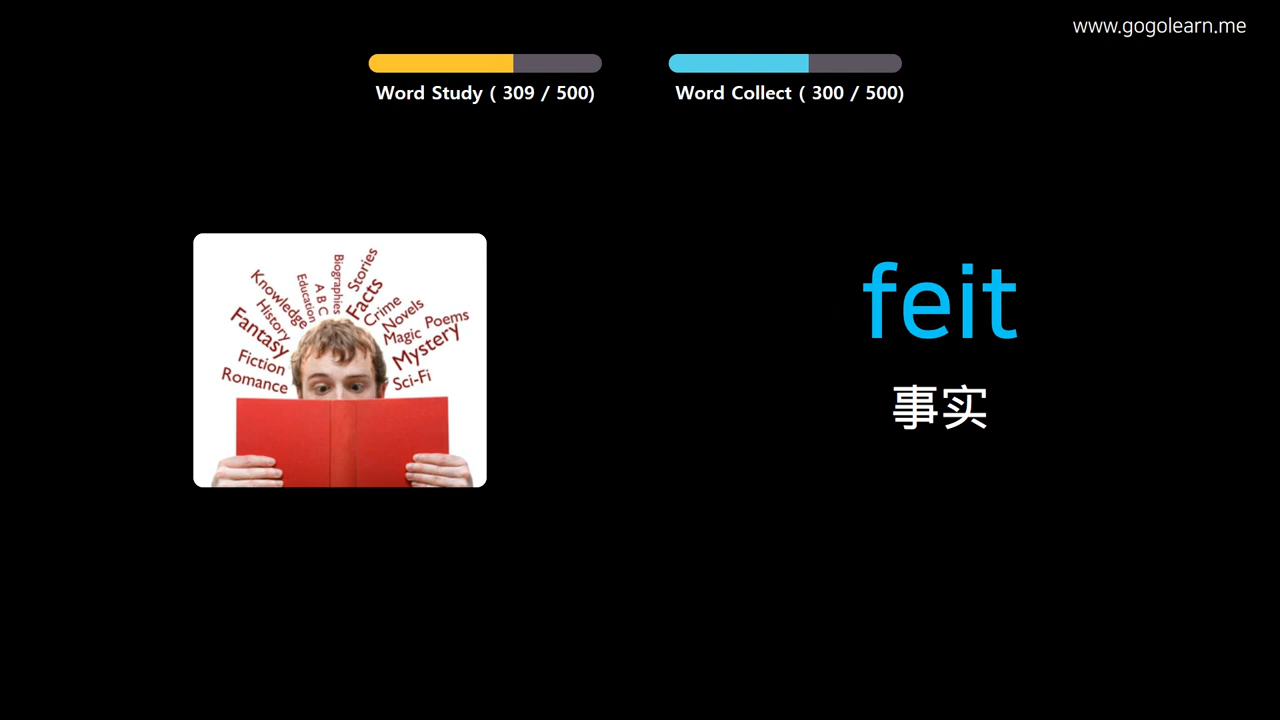 www.gogolearn.me
Word Study ( 309 / 500)
Word Collect ( 300 / 500)
Knowledge
History
Fantasy
Fiction
Romance
Education
A B C
Biographies
Stories
Facts
Crime
Novels
Magic
Poems
Mystery
Sci-Fi
feit
事实